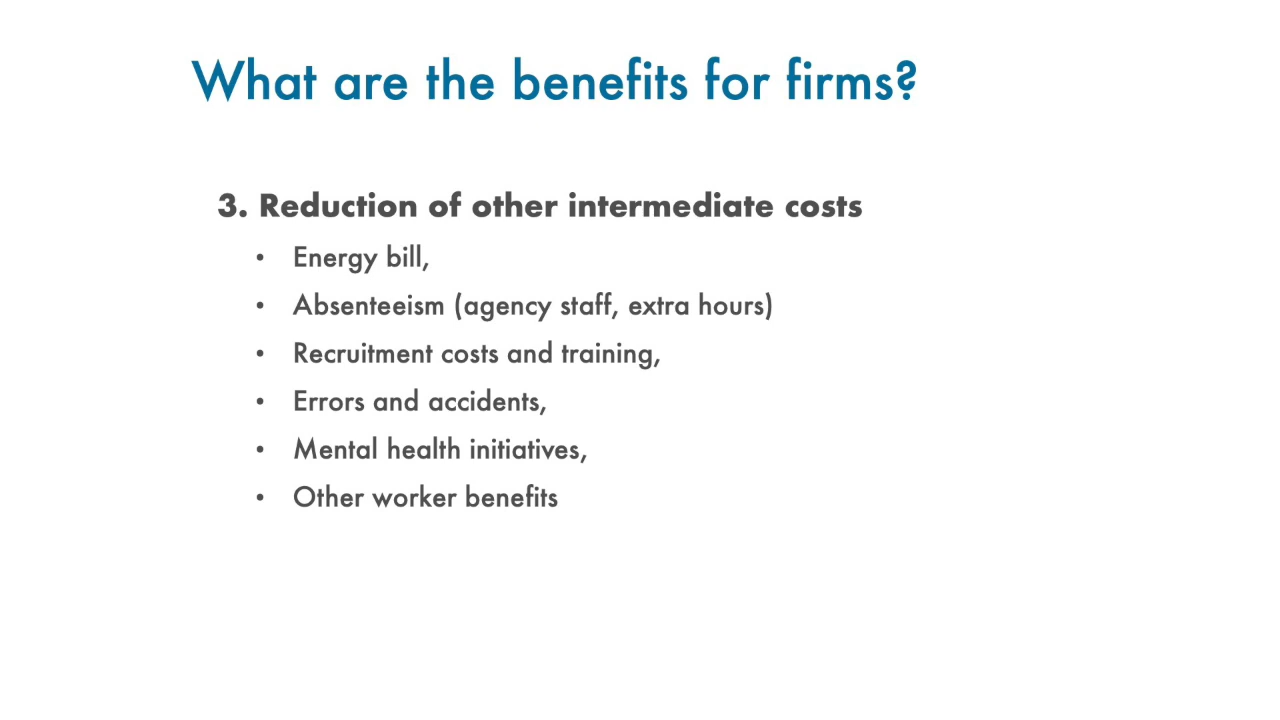 What are the benefits for firms?
3. Reduction of other intermediate costs
• Energy bill,
• Absenteeism (agency staff, extra hours)
• Recruitment costs and training,
• Errors and accidents,
• Mental health initiatives,
• Other worker benefits